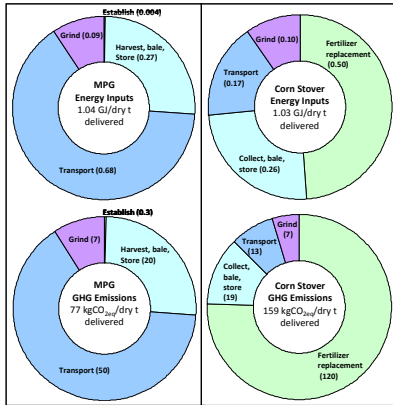 Establish (0.004)
Grind (0.09)
Harvest, bale,
Store (0.27)
MPG
Energy Inputs
1.04 GJ/dry t
delivered
Transport (0.68)
Grind (0.10)
Fertilizer
replacement
(0.50)
Transport
(0.17)
Corn Stover
Energy Inputs
1.03 GJ/dry t
delivered
Collect, bale,
store (0.26)
Establish (0.3)
Grind (7)
Harvest, bale,
Store (20)
MPG
GHG Emissions
77 kgCO2eq/dry t
delivered
Transport (50)
Grind
(7)
Transport
(13)
Collect,
bale,
store
(19)
Corn Stover
GHG Emissions
159 kgCO2eq/dry t
delivered
Fertilizer
replacement
(120)